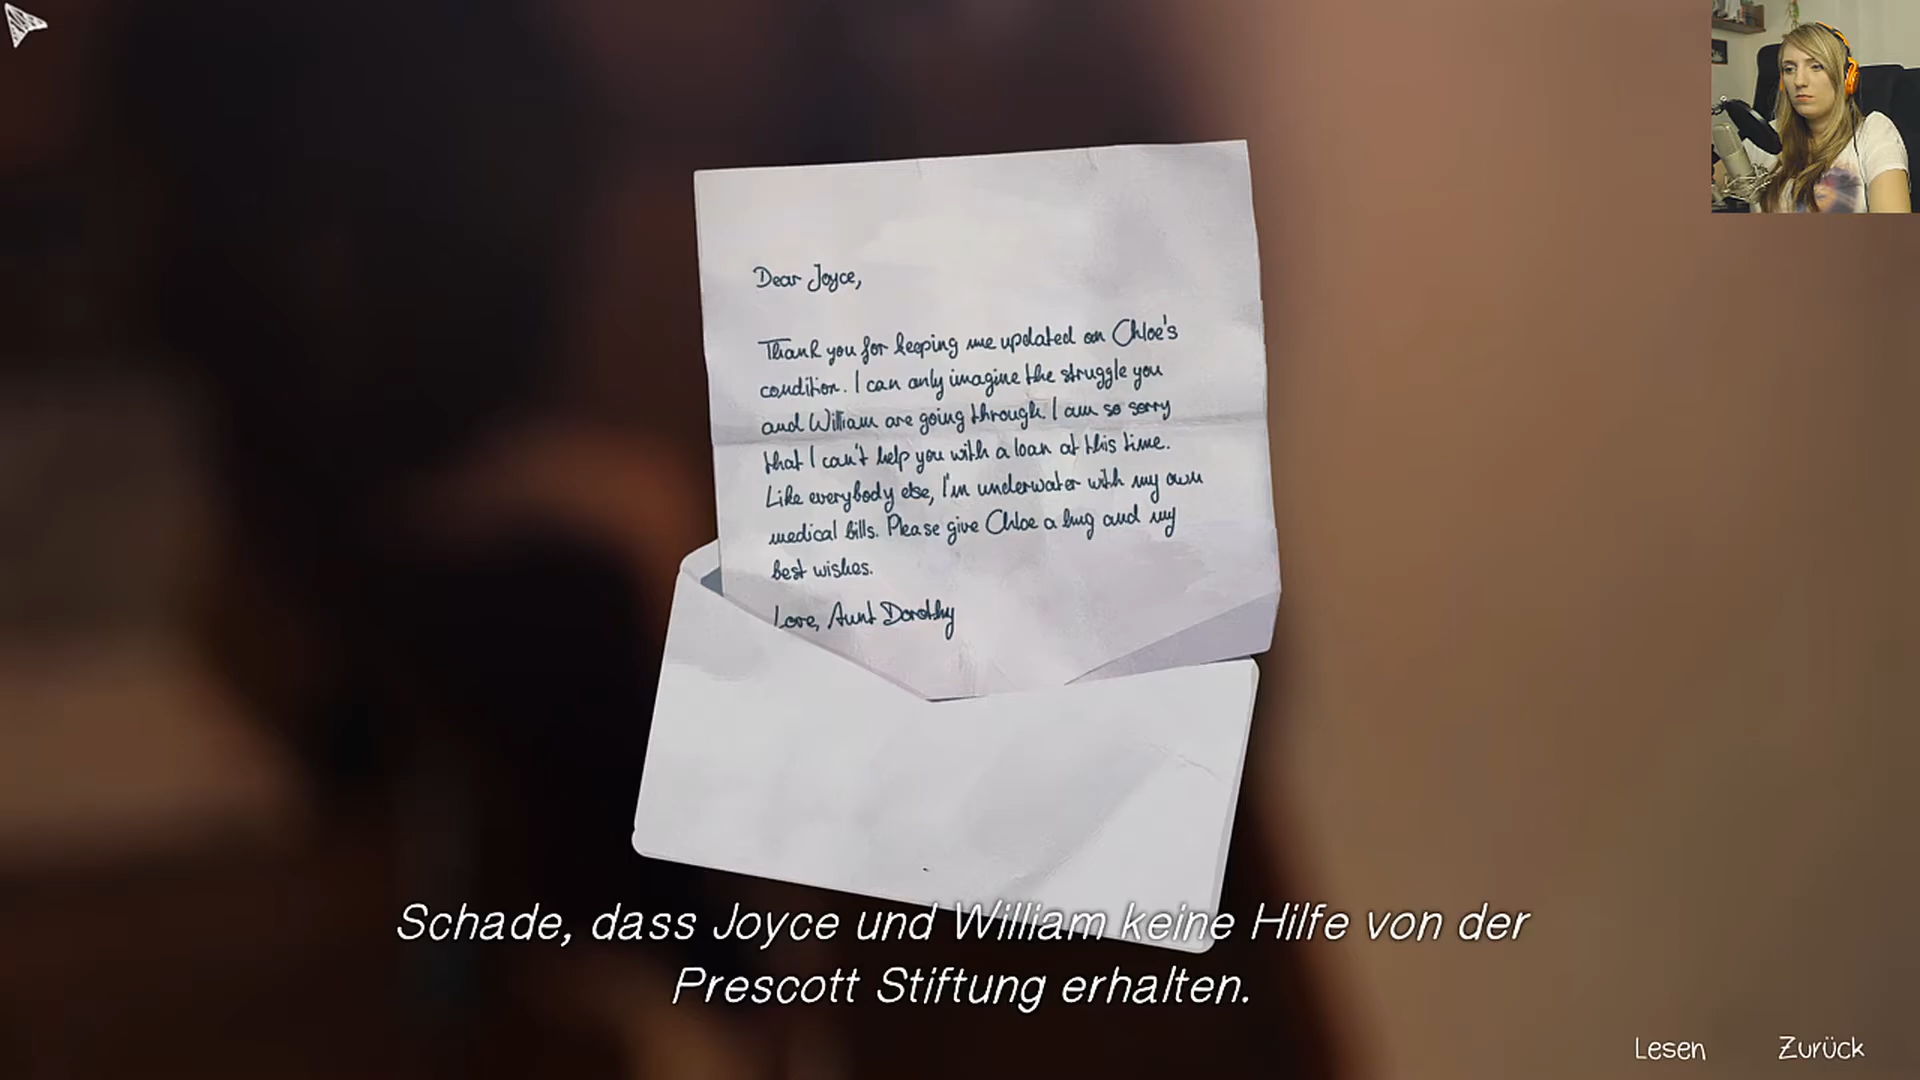 Dear Joyce,
Thank you for keeping me updated on Chloe's
condition. I can only imagine the struggle you
and William are going through. I am so sorry
that I can't help you with a loan at this time.
Like everybody else, I'm underwater with my own
medical bills. Please give Chloe a hug and my
best wishes.
Love, Aunt Dorothy
Schade, dass Joyce und William keine Hilfe von der
Prescott Stiftung erhalten.
Lesen Zurück